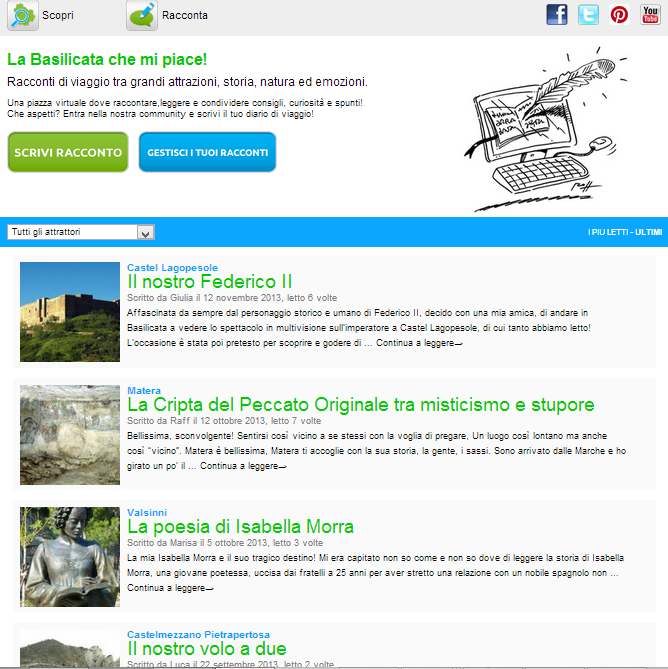 Scopri
Racconta
La Basilicata che mi piace!
Racconti di viaggio tra grandi attrazioni, storia, natura ed emozioni.
Una piazza virtuale dove raccontare,leggere e condividere consigli, curiosità e spunti!
Che aspetti? Entra nella nostra community e scrivi il tuo diario di viaggio!
SCRIVI RACCONTO
GESTISCI I TUOI RACCONTI
Tutti gli attrattori
I PIU LETTI - ULTIMI
Castel Lagopesole
Il nostro Federico II
Scritto da Giulia il 12 novembre 2013, letto 6 volte
Affascinata da sempre dal personaggio storico e umano di Federico II, decido con una mia amica, di andare in
Basilicata a vedere lo spettacolo in multivisione sull'imperatore a Castel Lagopesole, di cui tanto abbiamo letto!
L'occasione è stata poi pretesto per scoprire e godere di ... Continua a leggere
Matera
La Cripta del Peccato Originale tra misticismo e stupore
Scritto da Raff il 12 ottobre 2013, letto 7 volte
Bellissima, sconvolgente! Sentirsi così vicino a se stessi con la voglia di pregare, Un luogo così lontano ma anche
così "vicino". Matera è bellissima, Matera ti accoglie con la sua storia, la gente, i sassi. Sono arrivato dalle Marche e ho
girato un po' il ... Continua a leggere
Valsinni
La poesia di Isabella Morra
Scritto da Marisa il 5 ottobre 2013, letto 3 volte
La mia Isabella Morra e il suo tragico destino! Mi era capitato non so come e non so dove di leggere la storia di Isabella
Morra, una giovane poetessa, uccisa dai fratelli a 25 anni per aver stretto una relazione con un nobile spagnolo non ...
Continua a leggere
Castelmezzano Pietrapertosa
Il nostro volo a due
Scritto da Luca il 22 settembre 2013, letto 2 volte